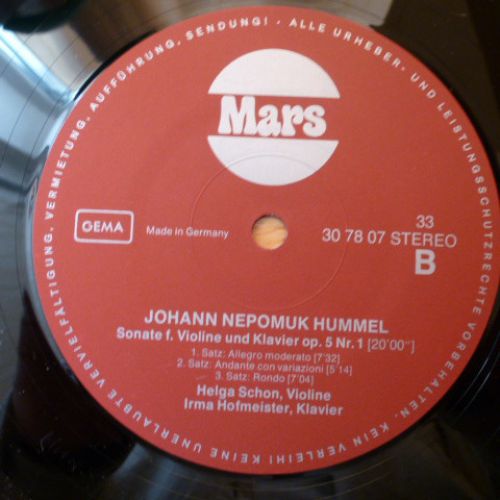 KEINE UNERLAUBTE VERVIELFÄLTIGUNG, VERMIETUNG, AUFFÜHRUNG, SENDUNG! · ALLE URHEBER- UND LEISTUNGSSCHUTZRECHTE VORBEHALTEN. KEIN VERLEIH!
Mars
GEMA
Made in Germany
33
30 78 07 STEREO
B
JOHANN NEPOMUK HUMMEL
Sonate f. Violine und Klavier op. 5 Nr. 1 [20'00"]
1. Satz: Allegro moderato [7'32]
2. Satz: Andante con variazioni [5'14]
3. Satz: Rondo [7'04]
Helga Schon, Violine
Irma Hofmeister, Klavier